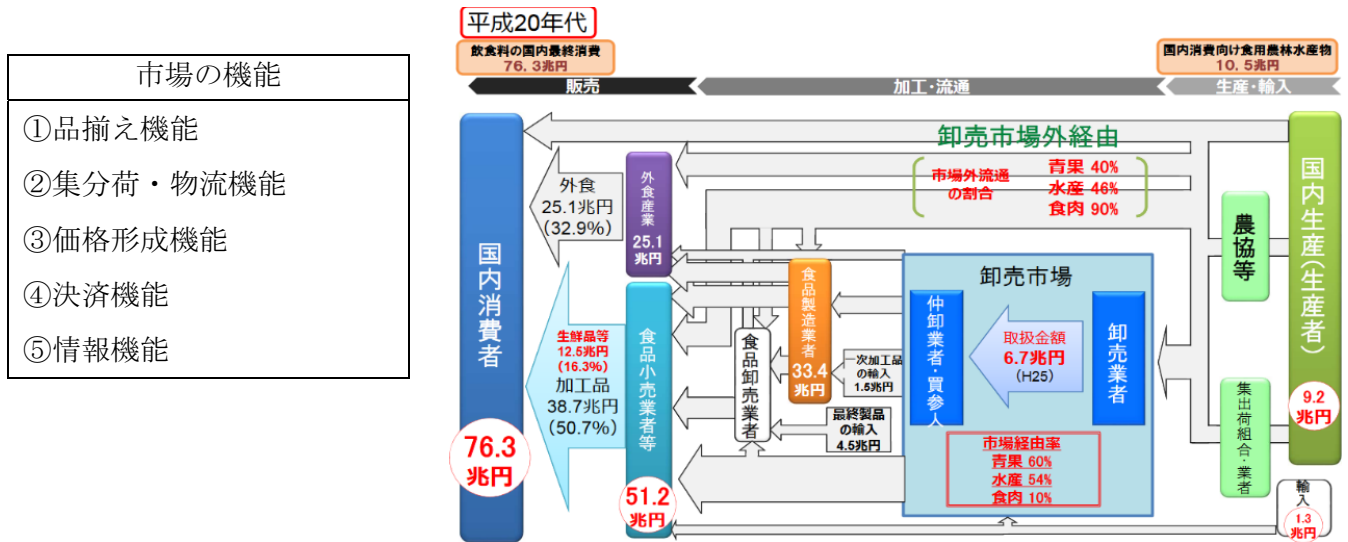 市場の機能
①品揃え機能
②集分荷・物流機能
③価格形成機能
④決済機能
⑤情報機能
平成20年代
飲食料の国内最終消費
76.3兆円
国内消費向け食用農林水産物
10.5兆円
販売
加工・流通
生産・輸入
国内消費者
76.3
兆円
外食
25.1兆円
(32.9%)
生鮮品等
12.5兆円
(16.3%)
加工品
38.7兆円
(50.7%)
外食産業
25.1
兆円
食品小売業者等
51.2
兆円
食品卸売業者
食品製造業者
33.4
兆円
一次加工品
の輸入
1.5兆円
最終製品
の輸入
4.5兆円
卸売市場外経由
市場外流通
の割合
青果 40%
水産 46%
食肉 90%
卸売市場
仲卸業者・買参人
取扱金額
6.7兆円
(H25)
卸売業者
市場経由率
青果 60%
水産 54%
食肉 10%
農協等
集出荷組合・業者
国内生産(生産者)
9.2
兆円
輸入
1.3
兆円